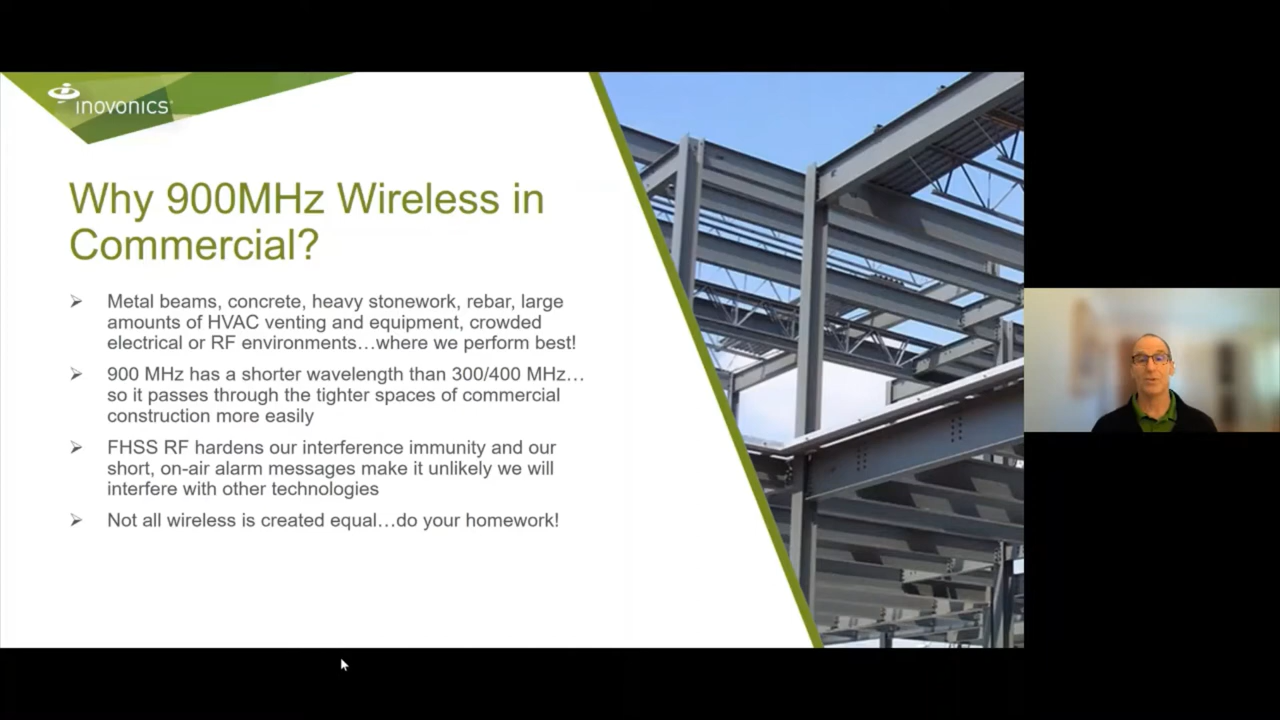 inovonics
Why 900MHz Wireless in
Commercial?
Metal beams, concrete, heavy stonework, rebar, large
amounts of HVAC venting and equipment, crowded
electrical or RF environments…where we perform best!
900 MHz has a shorter wavelength than 300/400 MHz…
so it passes through the tighter spaces of commercial
construction more easily
FHSS RF hardens our interference immunity and our
short, on-air alarm messages make it unlikely we will
interfere with other technologies
Not all wireless is created equal…do your homework!